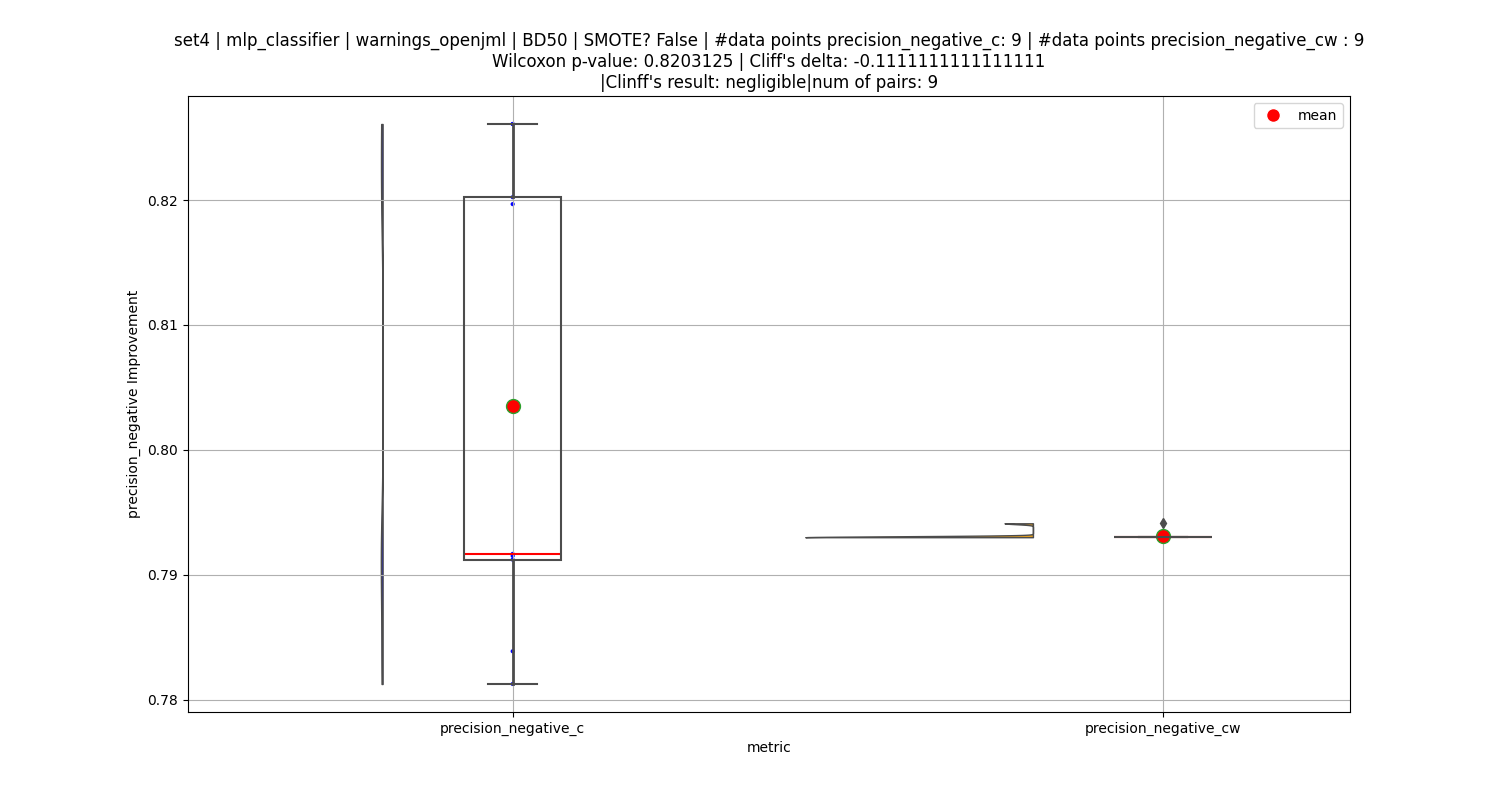 set4 | mlp_classifier | warnings_openjml | BD50 | SMOTE? False | #data points precision_negative_c: 9 | #data points precision_negative_cw : 9
Wilcoxon p-value: 0.8203125 | Cliff's delta: -0.1111111111111111
|Clinff's result: negligible|num of pairs: 9
mean
0.82
0.81
0.80
0.79
0.78
precision_negative Improvement
precision_negative_c
precision_negative_cw
metric